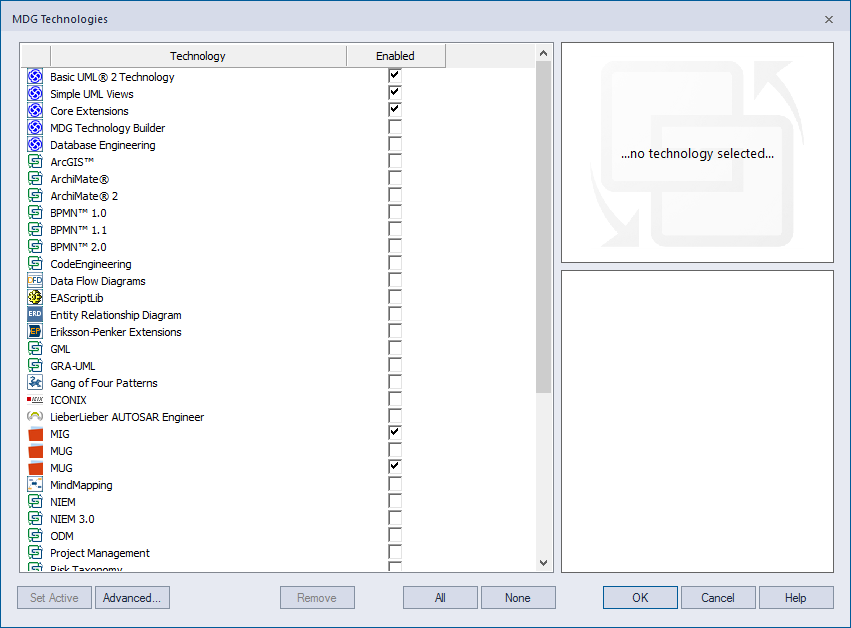 MDG Technologies
Technology Enabled
Basic UML® 2 Technology
Simple UML Views
Core Extensions
MDG Technology Builder
Database Engineering
ArcGIS™
ArchiMate®
ArchiMate® 2
BPMN™ 1.0
BPMN™ 1.1
BPMN™ 2.0
CodeEngineering
DFD Data Flow Diagrams
EAScriptLib
ERD Entity Relationship Diagram
EP Eriksson-Penker Extensions
GML
GRA-UML
Gang of Four Patterns
ICONIX
LieberLieber AUTOSAR Engineer
MIG
MUG
MUG
MindMapping
NIEM
NIEM 3.0
ODM
Project Management
Risk Taxonomy
...no technology selected...
Set Active Advanced... Remove All None OK Cancel Help